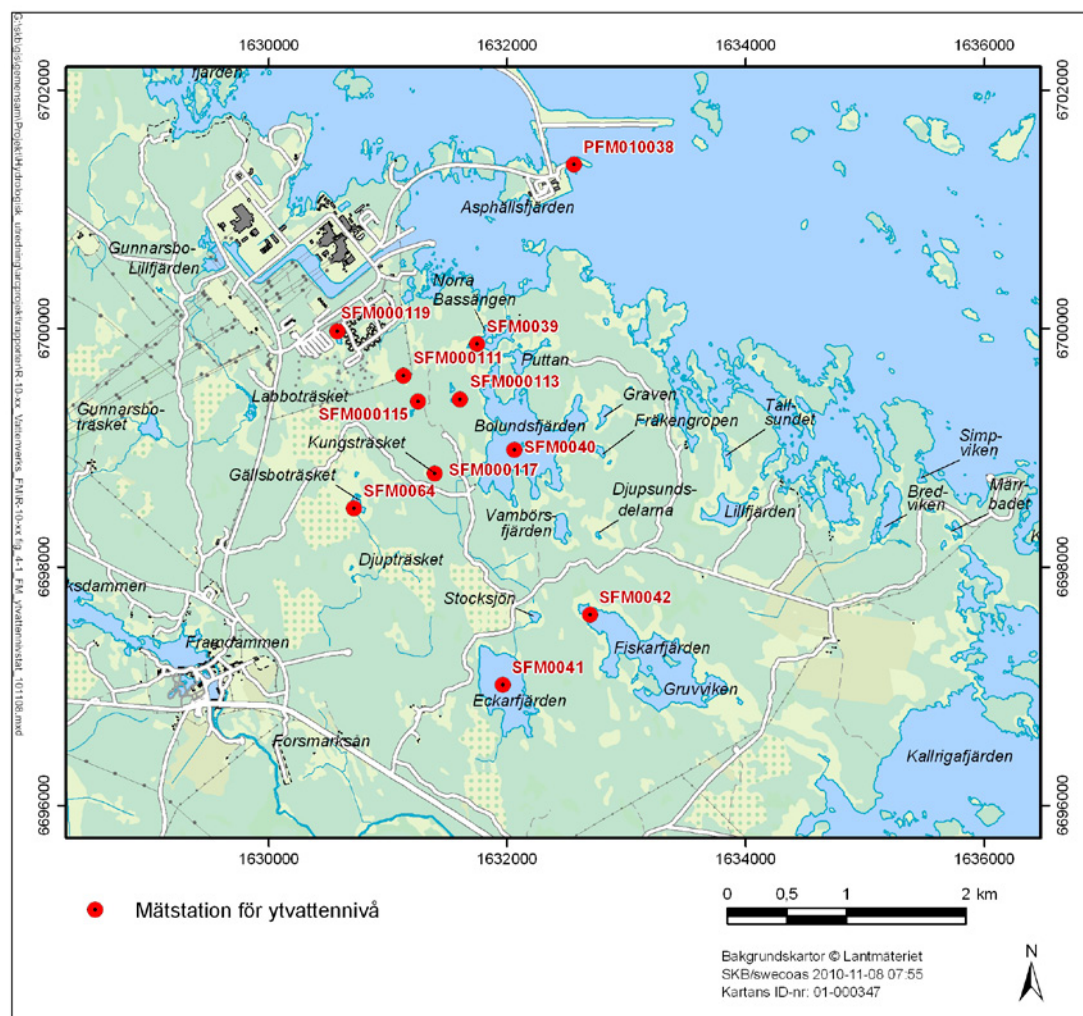 1630000 1632000 1634000 1636000
fjärden
6702000
6702000
PFM010038
Asphällsfjärden
Gunnarsbo-
Lillfjärden
Norra
Bassängen
SFM000119
SFM0039
6700000
6700000
SFM000111
Puttan
SFM000113
Labboträsket
Graven
Gunnarsbo-
träsket
SFM000115
Bolundsfjärden
Fräkengropen
Tall-
sundet
Kungsträsket
SFM0040
Simp-
viken
Gällsboträsket
SFM000117
SFM0064
Djupsunds-
delarna
Bred-
viken
Märr-
badet
Vambörs-
fjärden
Lillfjärden
K
Djupträsket
6698000
6698000
ksdammen
Stocksjön
SFM0042
Framdammen
Fiskarfjärden
SFM0041
Eckarfjärden
Gruvviken
Forsmarksån
Kallrigafjärden
6696000
6696000
1630000 1632000 1634000 1636000
Mätstation för ytvattennivå
0 0,5 1 2 km
Bakgrundskartor © Lantmäteriet
SKB/swecoas 2010-11-08 07:55
Kartans ID-nr: 01-000347
N